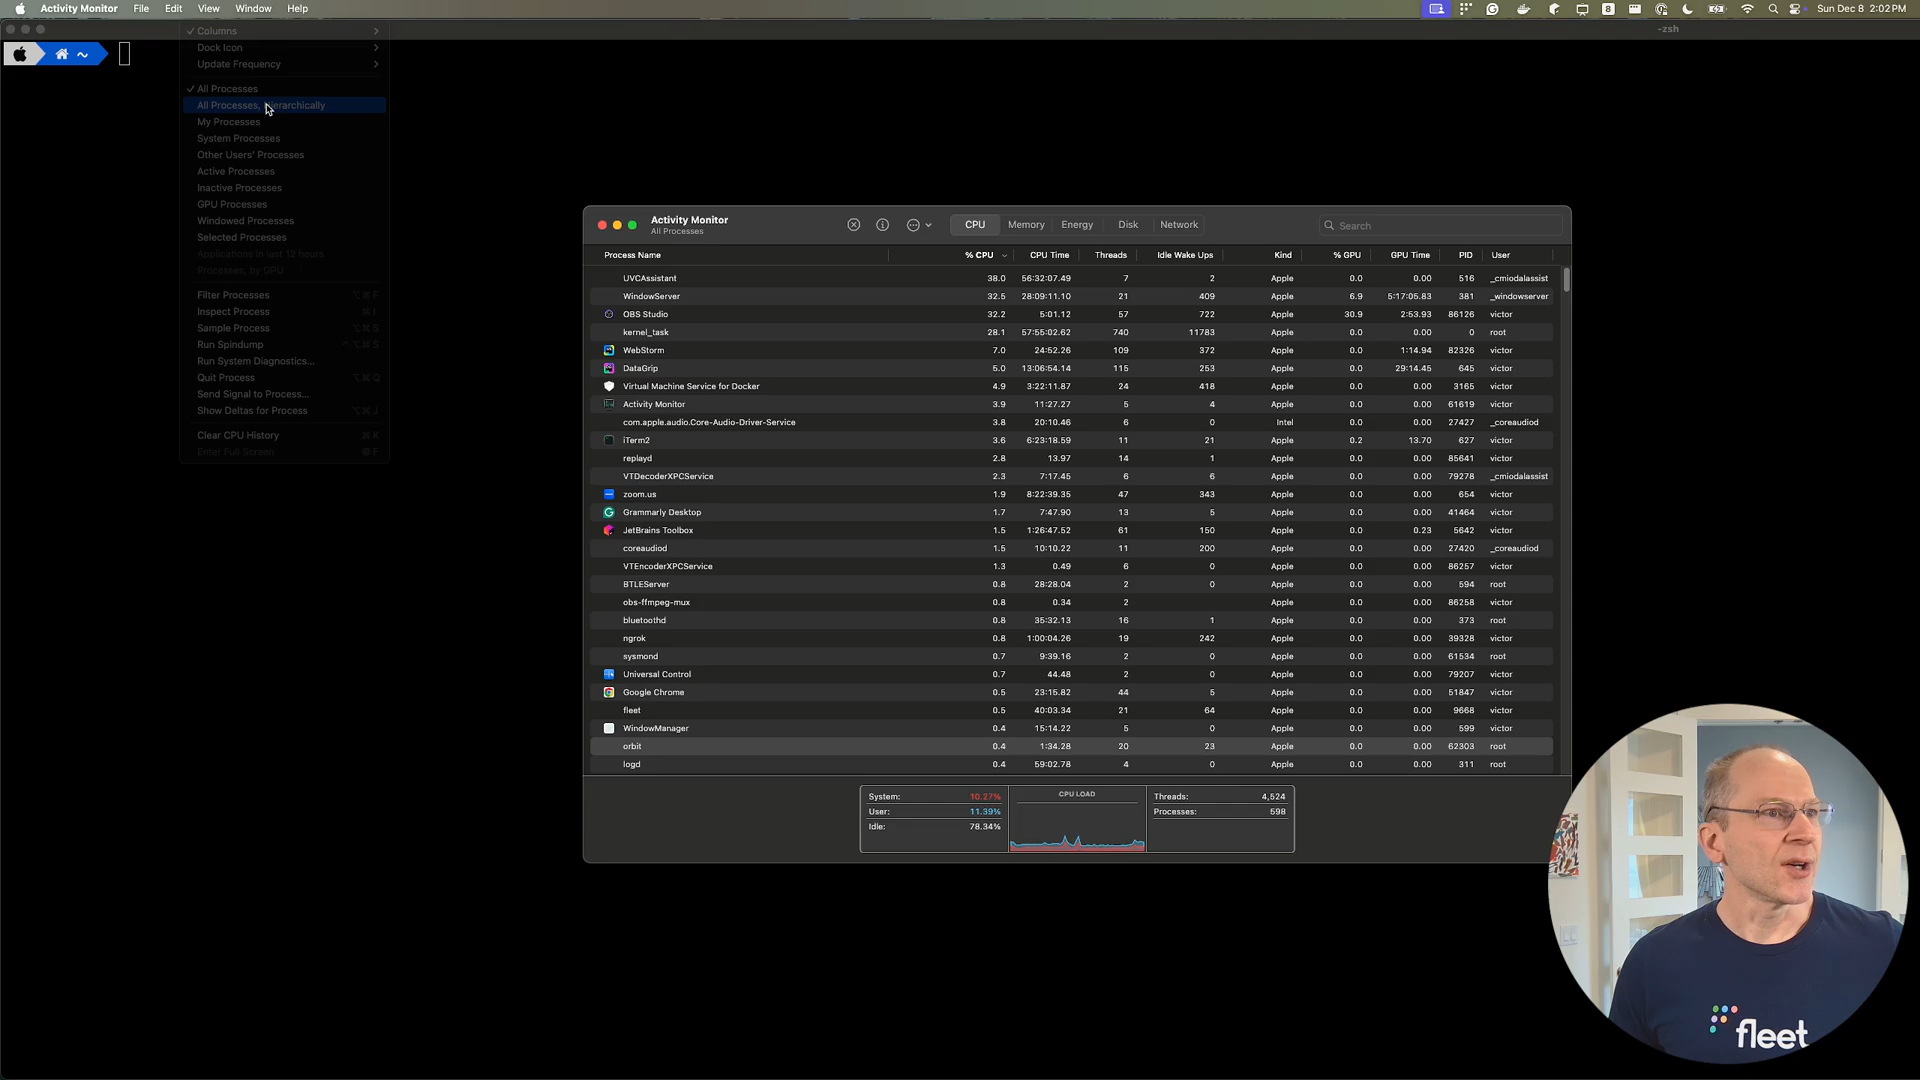 Activity Monitor File Edit View Window Help
8 Sun Dec 8 2:02 PM
-zsh
~
✓ Columns
Dock Icon
Update Frequency
✓ All Processes
All Processes, Hierarchically
My Processes
System Processes
Other Users' Processes
Active Processes
Inactive Processes
GPU Processes
Windowed Processes
Selected Processes
Applications in last 12 hours
Processes, by GPU
Filter Processes ⌥⌘F
Inspect Process ⌘I
Sample Process ⌥⌘S
Run Spindump ^⌥⌘S
Run System Diagnostics...
Quit Process ⌥⌘Q
Send Signal to Process...
Show Deltas for Process ⌥⌘J
Clear CPU History ⌘K
Enter Full Screen F
Activity Monitor
All Processes
CPU Memory Energy Disk Network
Search
Process Name % CPU CPU Time Threads Idle Wake Ups Kind % GPU GPU Time PID User
UVCAssistant 38.0 56:32:07.49 7 2 Apple 0.0 0.00 516 _cmiodalassist
WindowServer 32.5 28:09:11.10 21 409 Apple 6.9 5:17:05.83 381 _windowserver
OBS Studio 32.2 5:01.12 57 722 Apple 30.9 2:53.93 86126 victor
kernel_task 28.1 57:55:02.62 740 11783 Apple 0.0 0.00 0 root
WebStorm 7.0 24:52.26 109 372 Apple 0.0 1:14.94 82326 victor
DataGrip 5.0 13:06:54.14 115 253 Apple 0.0 29:14.45 645 victor
Virtual Machine Service for Docker 4.9 3:22:11.87 24 418 Apple 0.0 0.00 3165 victor
Activity Monitor 3.9 11:27.27 5 4 Apple 0.0 0.00 61619 victor
com.apple.audio.Core-Audio-Driver-Service 3.8 20:10.46 6 0 Intel 0.0 0.00 27427 _coreaudiod
iTerm2 3.6 6:23:18.59 11 21 Apple 0.2 13.70 627 victor
replayd 2.8 13.97 14 1 Apple 0.0 0.00 85641 victor
VTDecoderXPCService 2.3 7:17.45 6 6 Apple 0.0 0.00 79278 _cmiodalassist
zoom.us 1.9 8:22:39.35 47 343 Apple 0.0 0.00 654 victor
Grammarly Desktop 1.7 7:47.90 13 5 Apple 0.0 0.00 41464 victor
JetBrains Toolbox 1.5 1:26:47.52 61 150 Apple 0.0 0.23 5642 victor
coreaudiod 1.5 10:10.22 11 200 Apple 0.0 0.00 27420 _coreaudiod
VTEncoderXPCService 1.3 0.49 6 0 Apple 0.0 0.00 86257 victor
BTLEServer 0.8 28:28.04 2 0 Apple 0.0 0.00 594 root
obs-ffmpeg-mux 0.8 0.34 2 Apple 0.0 0.00 86258 victor
bluetoothd 0.8 35:32.13 16 1 Apple 0.0 0.00 373 root
ngrok 0.8 1:00:04.26 19 242 Apple 0.0 0.00 39328 victor
sysmond 0.7 9:39.16 2 0 Apple 0.0 0.00 61534 root
Universal Control 0.7 44.48 2 0 Apple 0.0 0.00 79207 victor
Google Chrome 0.5 23:15.82 44 5 Apple 0.0 0.00 51847 victor
fleet 0.5 40:03.34 21 64 Apple 0.0 0.00 9668 victor
WindowManager 0.4 15:14.22 5 0 Apple 0.0 0.00 599 victor
orbit 0.4 1:34.28 20 23 Apple 0.0 0.00 62303 root
logd 0.4 59:02.78 4 0 Apple 0.0 0.00 311 root
System: 10.27%
User: 11.39%
Idle: 78.34%
CPU LOAD
Threads: 4,524
Processes: 598
fleet